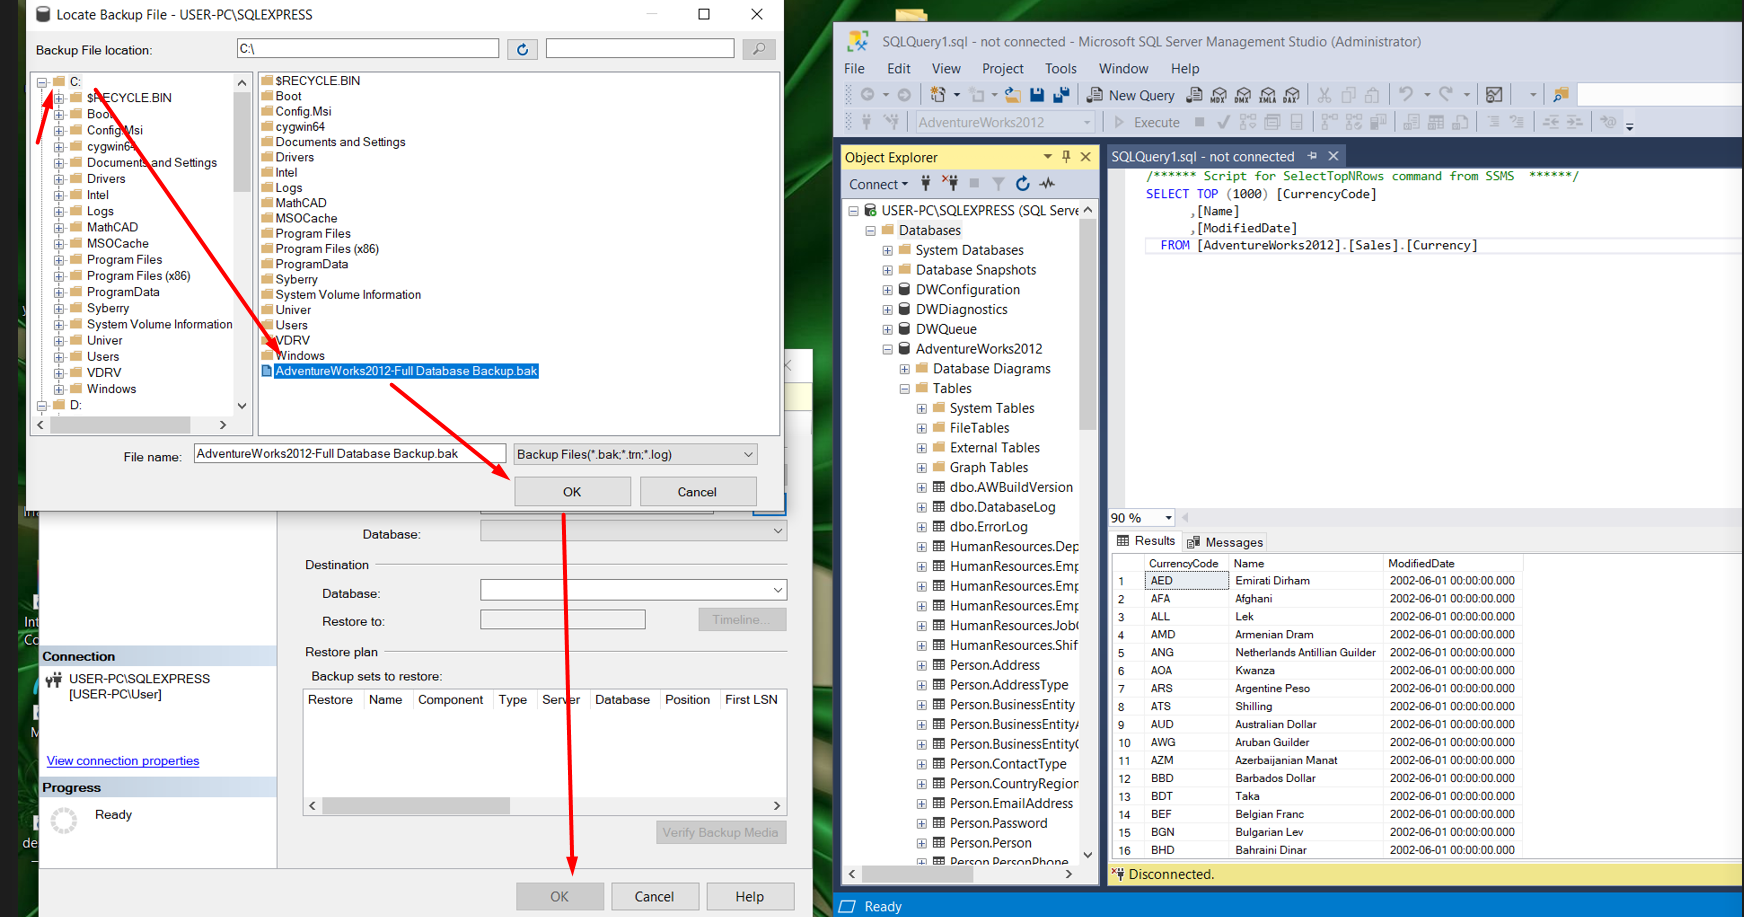 Locate Backup File - USER-PC\SQLEXPRESS
Backup File location:
C:\
C:
$RECYCLE.BIN
Boot
Config.Msi
cygwin64
Documents and Settings
Drivers
Intel
Logs
MathCAD
MSOCache
Program Files
Program Files (x86)
ProgramData
Syberry
System Volume Information
Univer
Users
VDRV
Windows
D:
$RECYCLE.BIN
Boot
Config.Msi
cygwin64
Documents and Settings
Drivers
Intel
Logs
MathCAD
MSOCache
Program Files
Program Files (x86)
ProgramData
Syberry
System Volume Information
Univer
Users
VDRV
Windows
AdventureWorks2012-Full Database Backup.bak
File name:
AdventureWorks2012-Full Database Backup.bak
Backup Files(*.bak;*.trn;*.log)
OK
Cancel
Database:
Destination
Database:
Restore to:
Timeline...
Restore plan
Backup sets to restore:
Restore Name Component Type Server Database Position First LSN
Verify Backup Media
Connection
USER-PC\SQLEXPRESS
[USER-PC\User]
View connection properties
Progress
Ready
OK
Cancel
Help
SQLQuery1.sql - not connected - Microsoft SQL Server Management Studio (Administrator)
File Edit View Project Tools Window Help
New Query
MDX
DMX
XMLA
DAX
AdventureWorks2012
Execute
Object Explorer
Connect
USER-PC\SQLEXPRESS (SQL Serve
Databases
System Databases
Database Snapshots
DWConfiguration
DWDiagnostics
DWQueue
AdventureWorks2012
Database Diagrams
Tables
System Tables
FileTables
External Tables
Graph Tables
dbo.AWBuildVersion
dbo.DatabaseLog
dbo.ErrorLog
HumanResources.Dep
HumanResources.Emp
HumanResources.Emp
HumanResources.Emp
HumanResources.Job
HumanResources.Shif
Person.Address
Person.AddressType
Person.BusinessEntity
Person.BusinessEntity
Person.BusinessEntity
Person.ContactType
Person.CountryRegion
Person.EmailAddress
Person.Password
Person.Person
Person.PersonPhone
SQLQuery1.sql - not connected
/****** Script for SelectTopNRows command from SSMS ******/
SELECT TOP (1000) [CurrencyCode]
,[Name]
,[ModifiedDate]
FROM [AdventureWorks2012].[Sales].[Currency]
90 %
Results
Messages
CurrencyCode Name ModifiedDate
1 AED Emirati Dirham 2002-06-01 00:00:00.000
2 AFA Afghani 2002-06-01 00:00:00.000
3 ALL Lek 2002-06-01 00:00:00.000
4 AMD Armenian Dram 2002-06-01 00:00:00.000
5 ANG Netherlands Antillian Guilder 2002-06-01 00:00:00.000
6 AOA Kwanza 2002-06-01 00:00:00.000
7 ARS Argentine Peso 2002-06-01 00:00:00.000
8 ATS Shilling 2002-06-01 00:00:00.000
9 AUD Australian Dollar 2002-06-01 00:00:00.000
10 AWG Aruban Guilder 2002-06-01 00:00:00.000
11 AZM Azerbaijanian Manat 2002-06-01 00:00:00.000
12 BBD Barbados Dollar 2002-06-01 00:00:00.000
13 BDT Taka 2002-06-01 00:00:00.000
14 BEF Belgian Franc 2002-06-01 00:00:00.000
15 BGN Bulgarian Lev 2002-06-01 00:00:00.000
16 BHD Bahraini Dinar 2002-06-01 00:00:00.000
Disconnected.
Ready